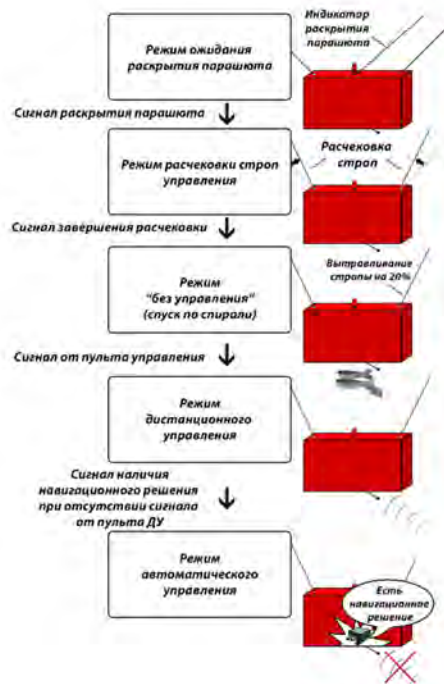 Режим ожидания
раскрытия парашюта
Индикатор
раскрытия
парашюта
Сигнал раскрытия парашюта
Режим расчековки строп
управления
Расчековка
строп
Сигнал завершения расчековки
Режим
"без управления"
(спуск по спирали)
Вытравливание
стропы на 20%
Сигнал от пульта управления
Режим
дистанционного
управления
Сигнал наличия
навигационного решения
при отсутствии сигнала
от пульта ДУ
Режим
автоматического
управления
Есть
навигационное
решение